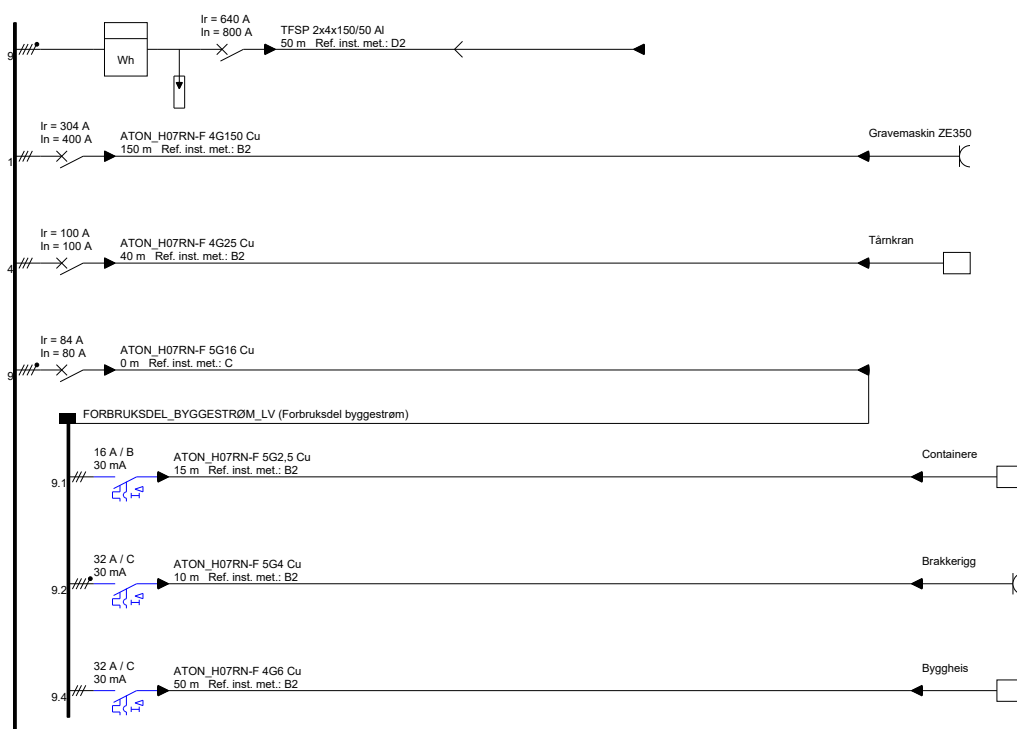 Ir = 640 A
In = 800 A
TFSP 2x4x150/50 Al
50 m Ref. inst. met.: D2
9
Wh
Ir = 304 A
In = 400 A
ATON_H07RN-F 4G150 Cu
150 m Ref. inst. met.: B2
Gravemaskin ZE350
1
Ir = 100 A
In = 100 A
ATON_H07RN-F 4G25 Cu
40 m Ref. inst. met.: B2
Tårnkran
4
Ir = 84 A
In = 80 A
ATON_H07RN-F 5G16 Cu
0 m Ref. inst. met.: C
9
FORBRUKSDEL_BYGGESTRØM_LV (Forbruksdel byggestrøm)
16 A / B
30 mA
ATON_H07RN-F 5G2,5 Cu
15 m Ref. inst. met.: B2
Containere
9.1
32 A / C
30 mA
ATON_H07RN-F 5G4 Cu
10 m Ref. inst. met.: B2
Brakkerigg
9.2
32 A / C
30 mA
ATON_H07RN-F 4G6 Cu
50 m Ref. inst. met.: B2
Byggheis
9.4